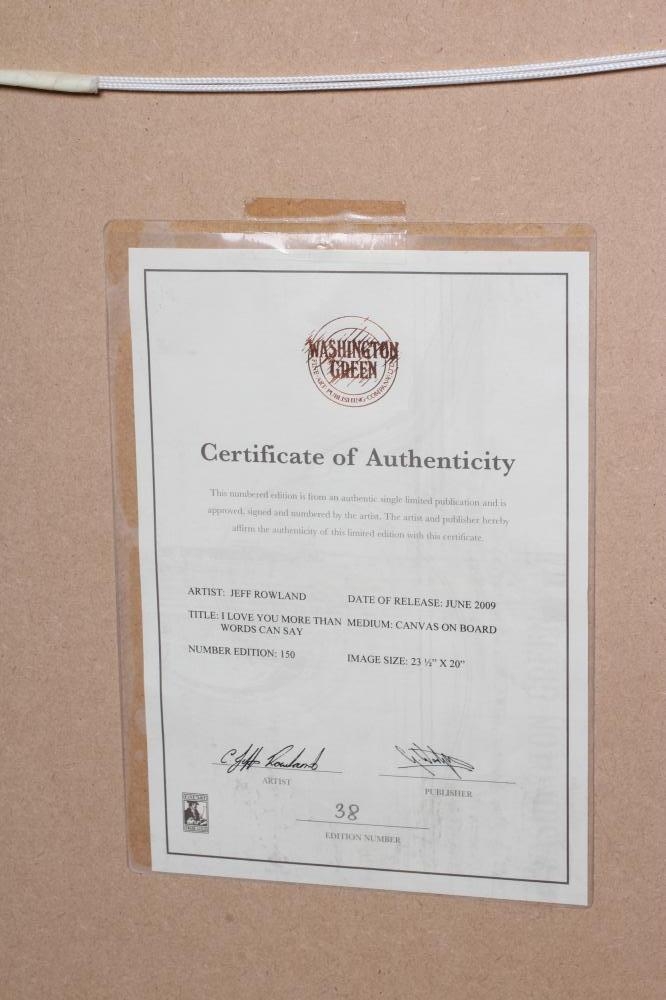 WASHINGTON
GREEN
FINE ART PUBLISHING COMPANY LTD
Certificate of Authenticity
This numbered edition is from an authentic single limited publication and is
approved, signed and numbered by the artist. The artist and publisher hereby
affirm the authenticity of this limited edition with this certificate.
ARTIST: JEFF ROWLAND
DATE OF RELEASE: JUNE 2009
TITLE: I LOVE YOU MORE THAN
WORDS CAN SAY
MEDIUM: CANVAS ON BOARD
NUMBER EDITION: 150
IMAGE SIZE: 23 ½" X 20"
C Jeff Rowland
ARTIST
PUBLISHER
38
EDITION NUMBER
FINE ART